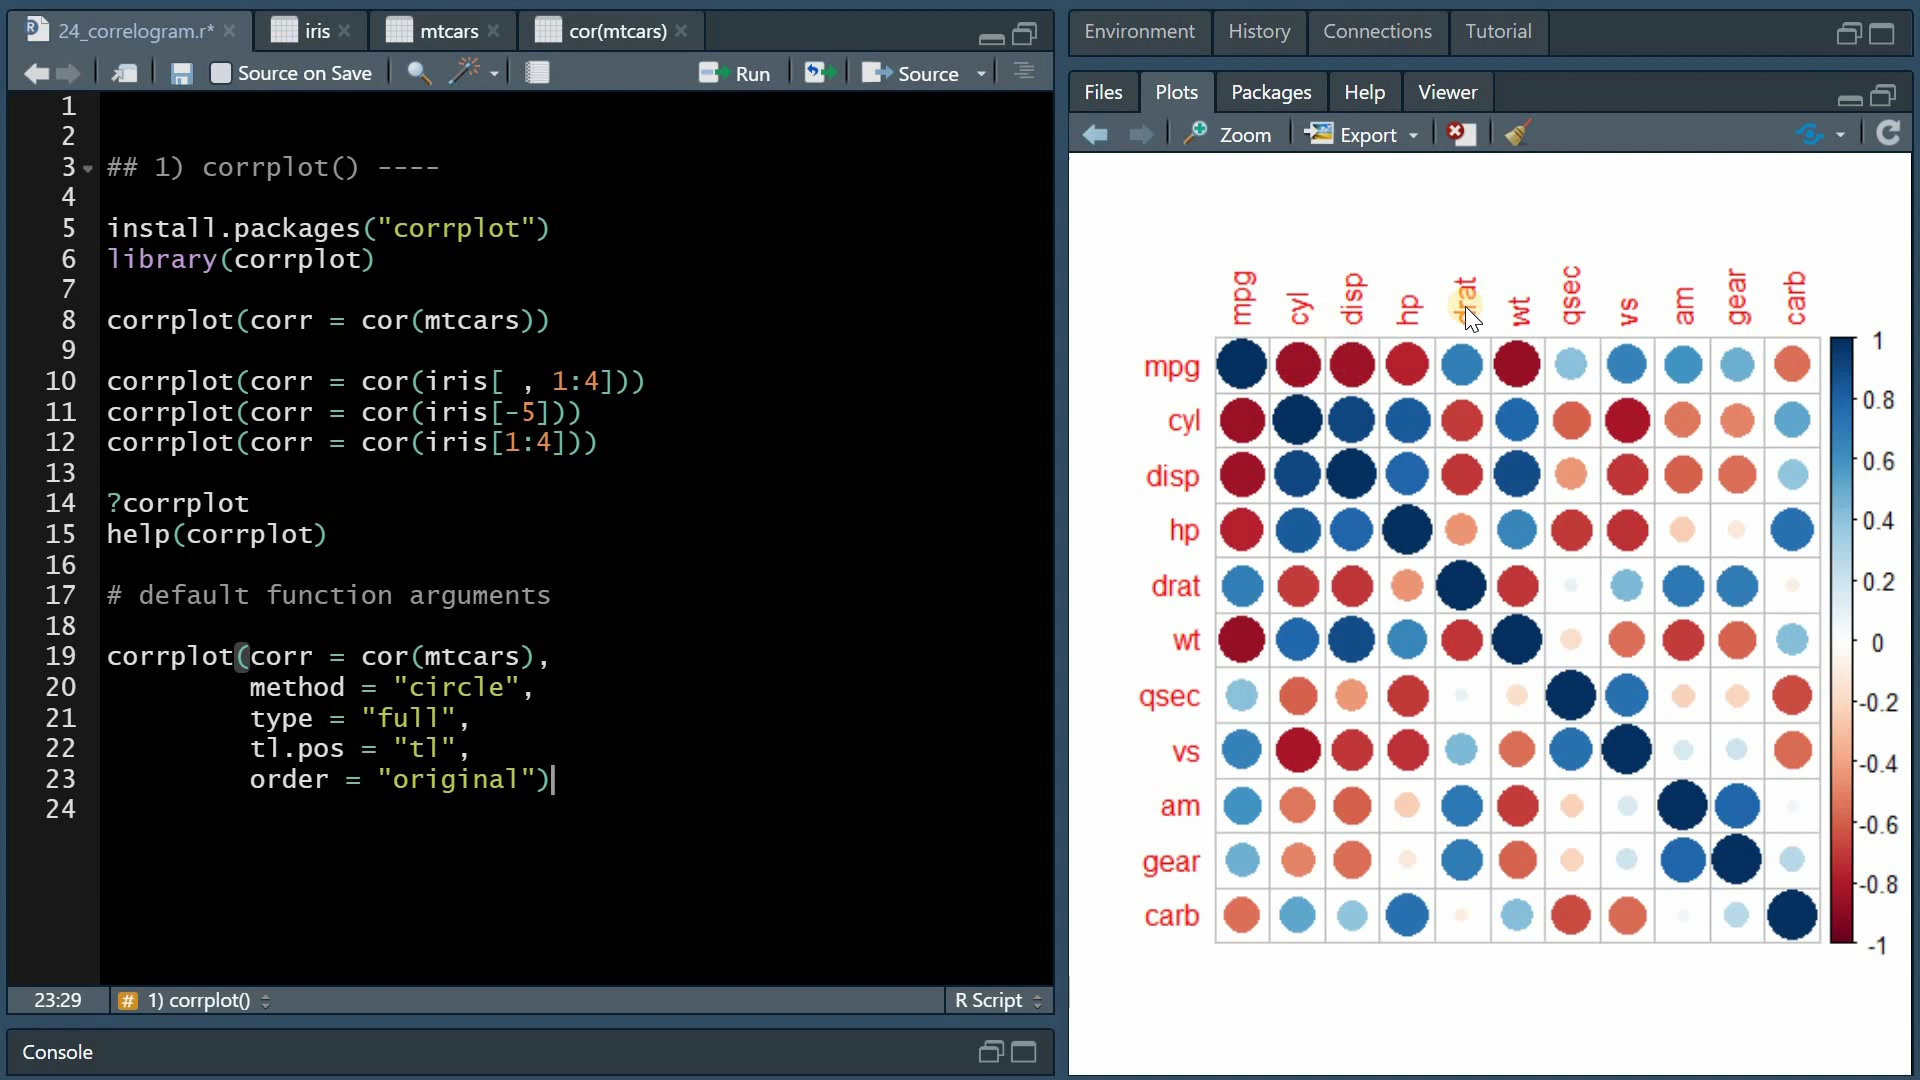 24_correlogram.r* iris mtcars cor(mtcars)
Source on Save Run Source
1
2
3 ## 1) corrplot() ----
4
5 install.packages("corrplot")
6 library(corrplot)
7
8 corrplot(corr = cor(mtcars))
9
10 corrplot(corr = cor(iris[ , 1:4]))
11 corrplot(corr = cor(iris[-5]))
12 corrplot(corr = cor(iris[1:4]))
13
14 ?corrplot
15 help(corrplot)
16
17 # default function arguments
18
19 corrplot(corr = cor(mtcars),
20 method = "circle",
21 type = "full",
22 tl.pos = "tl",
23 order = "original")
24
23:29 # 1) corrplot() R Script
Console
Environment History Connections Tutorial
Files Plots Packages Help Viewer
Zoom Export
mpg cyl disp hp drat wt qsec vs am gear carb
mpg
cyl
disp
hp
drat
wt
qsec
vs
am
gear
carb
1
0.8
0.6
0.4
0.2
0
-0.2
-0.4
-0.6
-0.8
-1